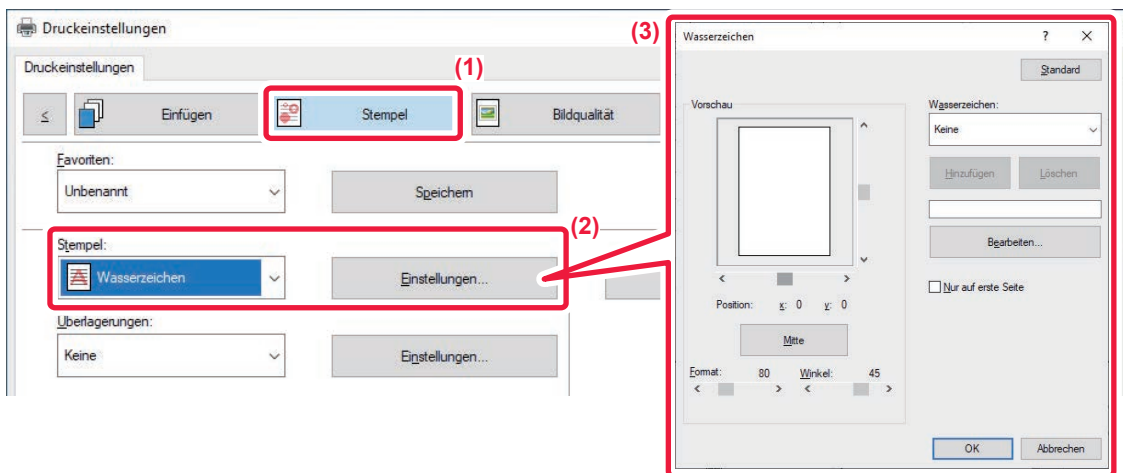 Druckeinstellungen
Druckeinstellungen
(1)
≤ Einfügen Stempel Bildqualität
Favoriten:
Unbenannt Speichern
(2)
Stempel:
Wasserzeichen Einstellungen...
Überlagerungen:
Keine Einstellungen...
(3)
Wasserzeichen ? ×
Standard
Vorschau
Wasserzeichen:
Keine
Hinzufügen Löschen
Bearbeiten...
Nur auf erste Seite
Position: x: 0 y: 0
Mitte
Format: 80 Winkel: 45
OK Abbrechen